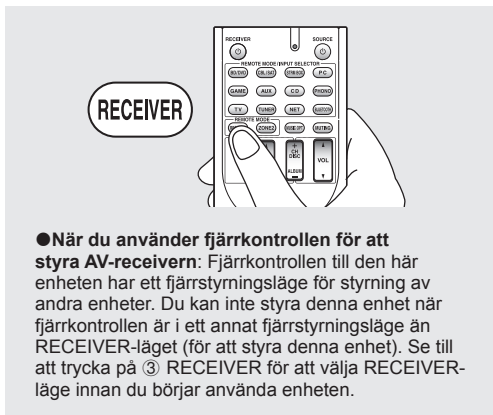 RECEIVER SOURCE
REMOTE MODE/INPUT SELECTOR
BD/DVD CBL/SAT STRM BOX PC
GAME AUX CD PHONO
TV TUNER NET BLUETOOTH
REMOTE MODE
ZONE2 MUTING
RECEIVER
+
CH
DISC
ALBUM
–
VOL
●När du använder fjärrkontrollen för att
styra AV-receivern: Fjärrkontrollen till den här
enheten har ett fjärrstyrningsläge för styrning av
andra enheter. Du kan inte styra denna enhet när
fjärrkontrollen är i ett annat fjärrstyrningsläge än
RECEIVER-läget (för att styra denna enhet). Se till
att trycka på ③ RECEIVER för att välja RECEIVER-
läge innan du börjar använda enheten.